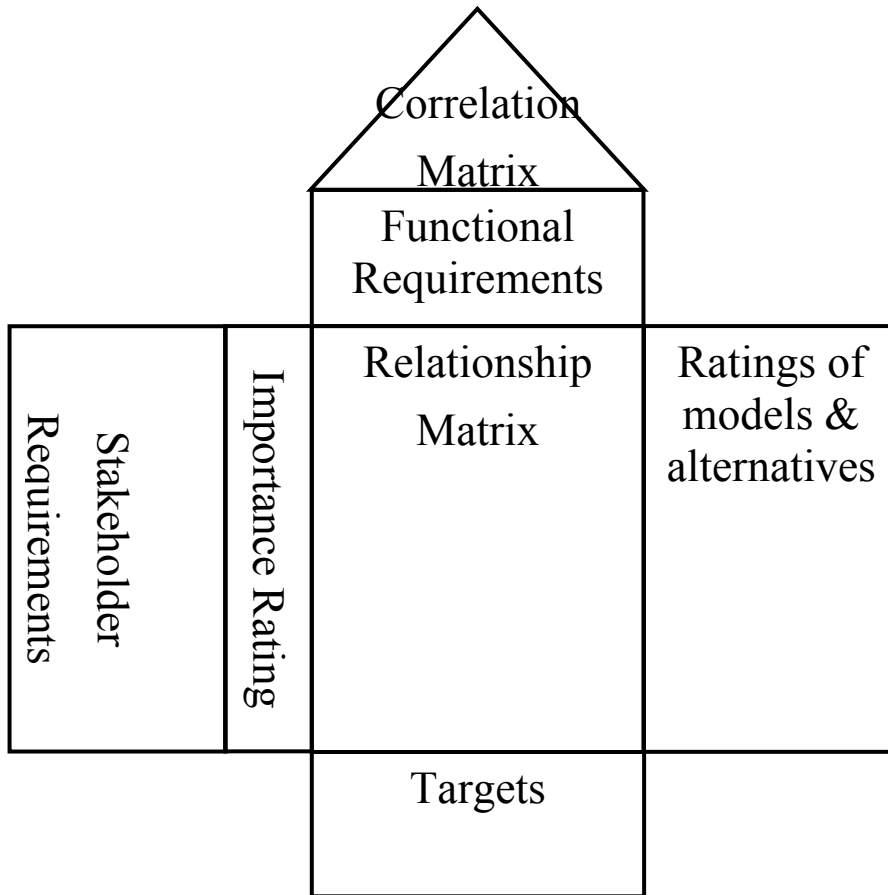 Correlation
Matrix
Functional
Requirements
Stakeholder
Requirements
Importance Rating
Relationship
Matrix
Ratings of
models &
alternatives
Targets